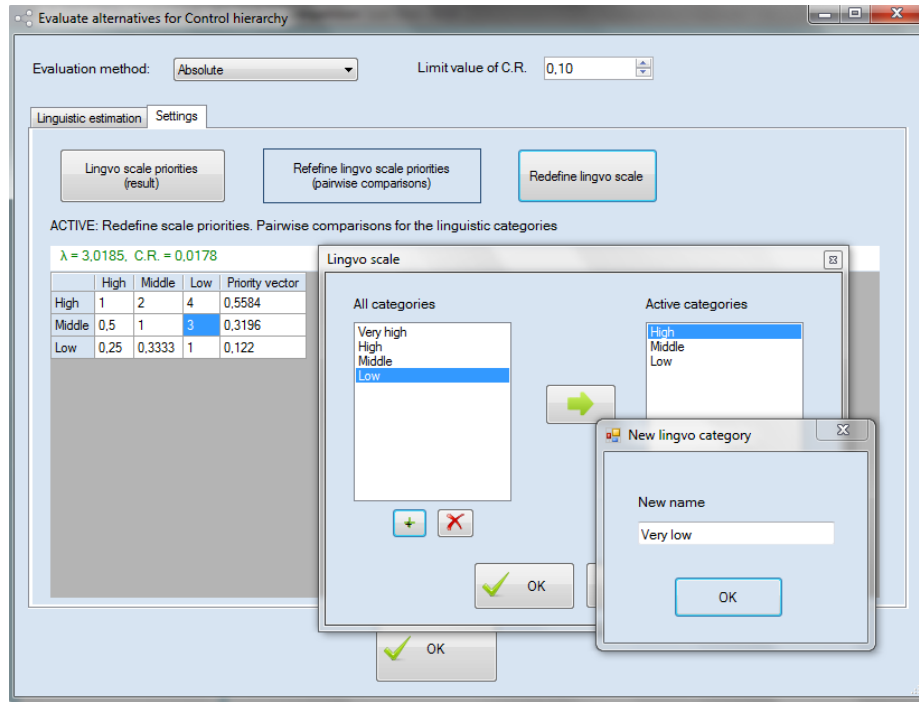 Evaluate alternatives for Control hierarchy
Evaluation method: Absolute Limit value of C.R. 0,10
Linguistic estimation Settings
Lingvo scale priorities
(result)
Refefine lingvo scale priorities
(pairwise comparisons)
Redefine lingvo scale
ACTIVE: Redefine scale priorities. Pairwise comparisons for the linguistic categories
λ = 3,0185, C.R. = 0,0178
High Middle Low Priority vector
High 1 2 4 0,5584
Middle 0,5 1 3 0,3196
Low 0,25 0,3333 1 0,122
Lingvo scale
All categories
Very high
High
Middle
Low
Active categories
High
Middle
Low
OK
New lingvo category
New name
Very low
OK
OK